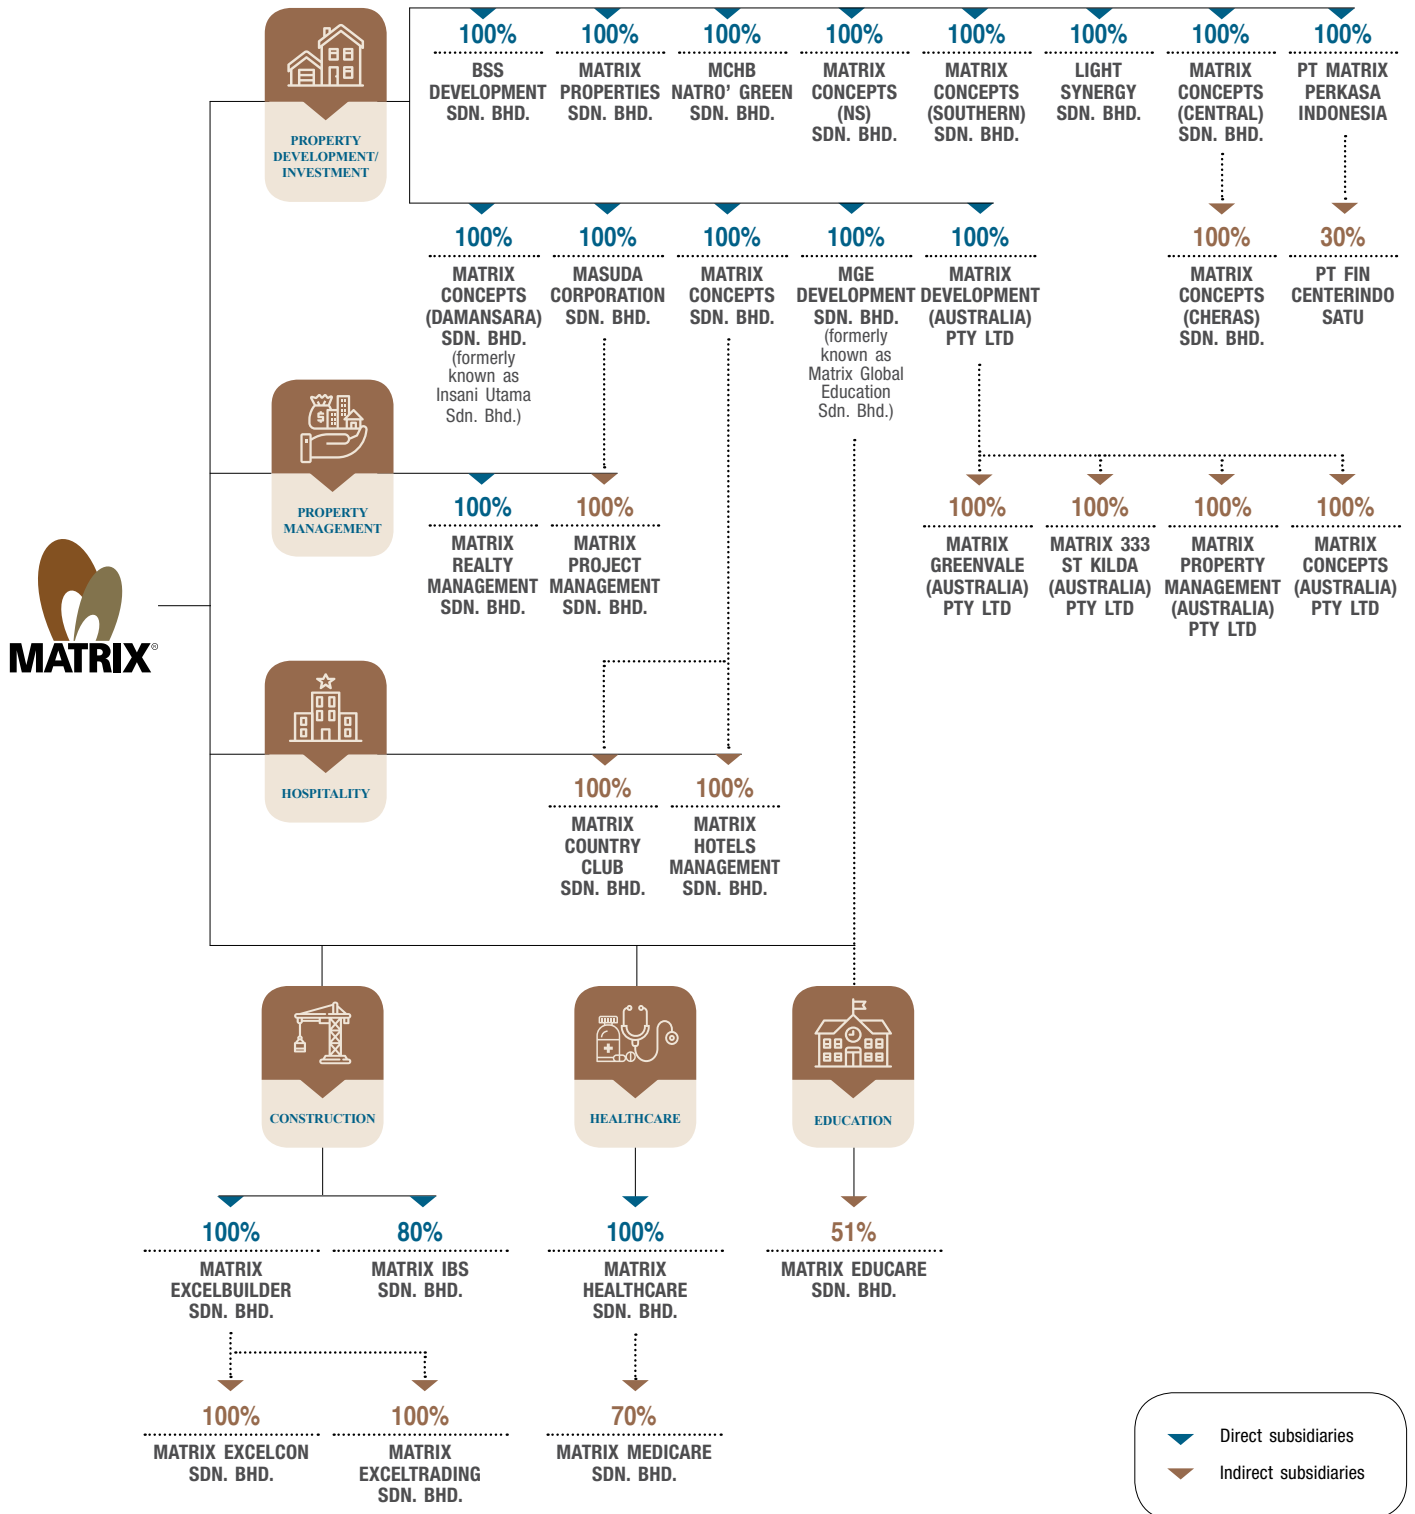 PROPERTY
DEVELOPMENT/
INVESTMENT
100%
BSS
DEVELOPMENT
SDN. BHD.
100%
MATRIX
PROPERTIES
SDN. BHD.
100%
MCHB
NATRO’ GREEN
SDN. BHD.
100%
MATRIX
CONCEPTS
(NS)
SDN. BHD.
100%
MATRIX
CONCEPTS
(SOUTHERN)
SDN. BHD.
100%
LIGHT
SYNERGY
SDN. BHD.
100%
MATRIX
CONCEPTS
(CENTRAL)
SDN. BHD.
100%
PT MATRIX
PERKASA
INDONESIA
100%
MATRIX
CONCEPTS
(DAMANSARA)
SDN. BHD.
(formerly
known as
Insani Utama
Sdn. Bhd.)
100%
MASUDA
CORPORATION
SDN. BHD.
100%
MATRIX
CONCEPTS
SDN. BHD.
100%
MGE
DEVELOPMENT
SDN. BHD.
(formerly
known as
Matrix Global
Education
Sdn. Bhd.)
100%
MATRIX
DEVELOPMENT
(AUSTRALIA)
PTY LTD
100%
MATRIX
CONCEPTS
(CHERAS)
SDN. BHD.
30%
PT FIN
CENTERINDO
SATU
PROPERTY
MANAGEMENT
100%
MATRIX
REALTY
MANAGEMENT
SDN. BHD.
100%
MATRIX
PROJECT
MANAGEMENT
SDN. BHD.
100%
MATRIX
GREENVALE
(AUSTRALIA)
PTY LTD
100%
MATRIX 333
ST KILDA
(AUSTRALIA)
PTY LTD
100%
MATRIX
PROPERTY
MANAGEMENT
(AUSTRALIA)
PTY LTD
100%
MATRIX
CONCEPTS
(AUSTRALIA)
PTY LTD
MATRIX®
HOSPITALITY
100%
MATRIX
COUNTRY
CLUB
SDN. BHD.
100%
MATRIX
HOTELS
MANAGEMENT
SDN. BHD.
CONSTRUCTION
HEALTHCARE
EDUCATION
100%
MATRIX
EXCELBUILDER
SDN. BHD.
80%
MATRIX IBS
SDN. BHD.
100%
MATRIX
HEALTHCARE
SDN. BHD.
51%
MATRIX EDUCARE
SDN. BHD.
100%
MATRIX EXCELCON
SDN. BHD.
100%
MATRIX
EXCELTRADING
SDN. BHD.
70%
MATRIX MEDICARE
SDN. BHD.
Direct subsidiaries
Indirect subsidiaries